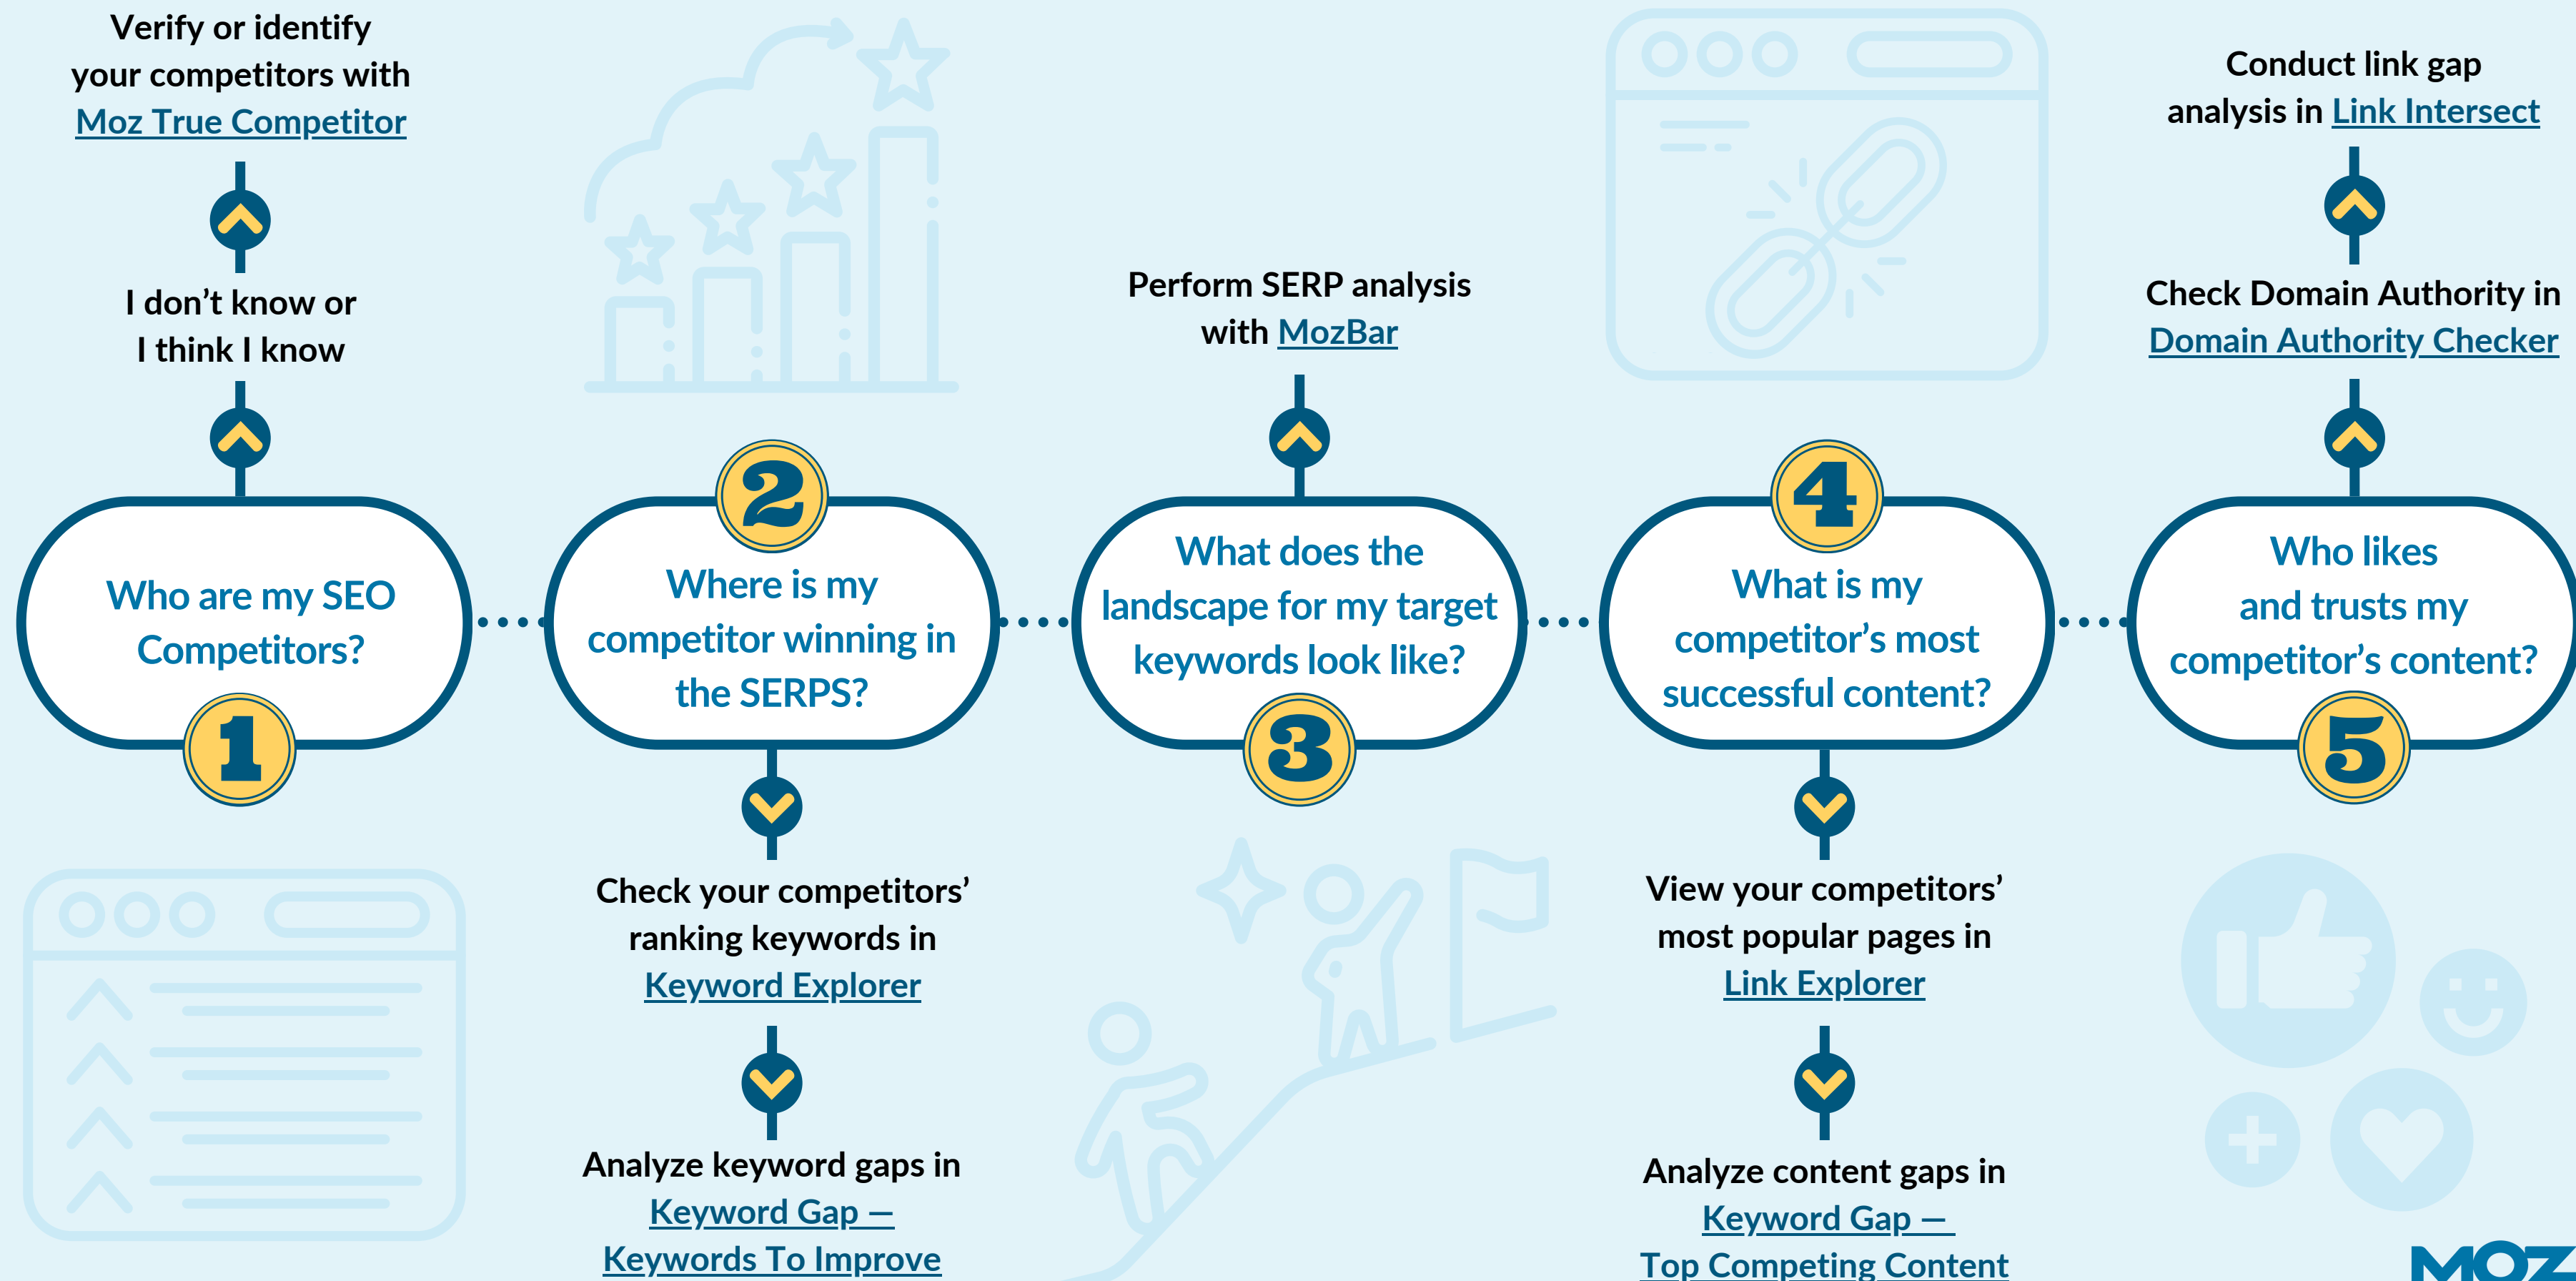 Verify or identify
your competitors with
Moz True Competitor
I don’t know or
I think I know
Who are my SEO
Competitors?
1
2
Where is my
competitor winning in
the SERPS?
Check your competitors’
ranking keywords in
Keyword Explorer
Analyze keyword gaps in
Keyword Gap —
Keywords To Improve
Perform SERP analysis
with MozBar
What does the
landscape for my target
keywords look like?
3
4
What is my
competitor’s most
successful content?
View your competitors’
most popular pages in
Link Explorer
Analyze content gaps in
Keyword Gap —
Top Competing Content
Conduct link gap
analysis in Link Intersect
Check Domain Authority in
Domain Authority Checker
Who likes
and trusts my
competitor’s content?
5
MOZ